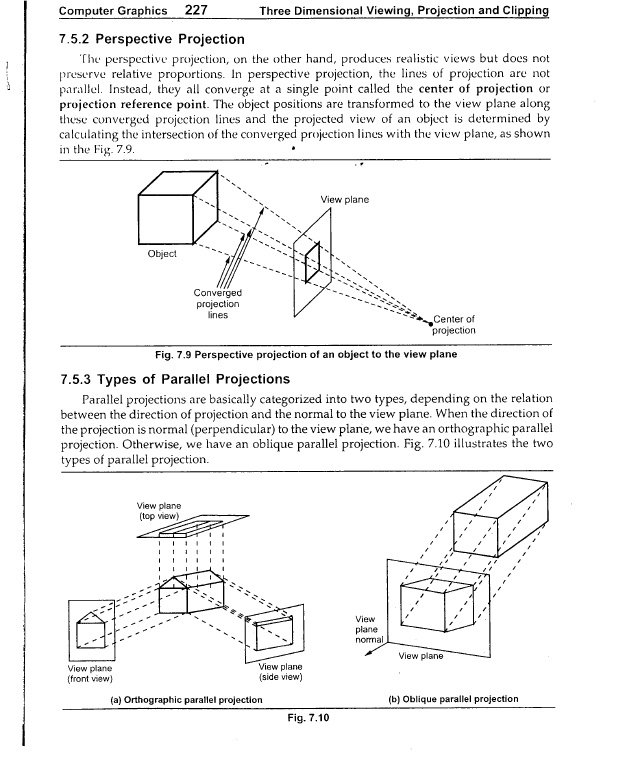 Computer Graphics 227 Three Dimensional Viewing, Projection and Clipping
7.5.2 Perspective Projection
The perspective projection, on the other hand, produces realistic views but does not
preserve relative proportions. In perspective projection, the lines of projection are not
parallel. Instead, they all converge at a single point called the center of projection or
projection reference point. The object positions are transformed to the view plane along
these converged projection lines and the projected view of an object is determined by
calculating the intersection of the converged projection lines with the view plane, as shown
in the Fig. 7.9.
View plane
Object
Converged
projection
lines
Center of
projection
Fig. 7.9 Perspective projection of an object to the view plane
7.5.3 Types of Parallel Projections
Parallel projections are basically categorized into two types, depending on the relation
between the direction of projection and the normal to the view plane. When the direction of
the projection is normal (perpendicular) to the view plane, we have an orthographic parallel
projection. Otherwise, we have an oblique parallel projection. Fig. 7.10 illustrates the two
types of parallel projection.
View plane
(top view)
View plane
(front view)
View plane
(side view)
(a) Orthographic parallel projection
View
plane
normal
View plane
(b) Oblique parallel projection
Fig. 7.10